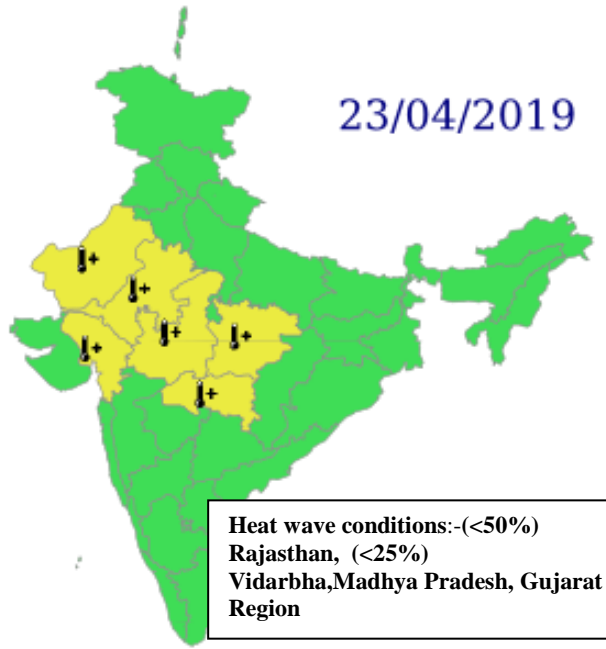 23/04/2019
Heat wave conditions:-(<50%)
Rajasthan, (<25%)
Vidarbha,Madhya Pradesh, Gujarat
Region